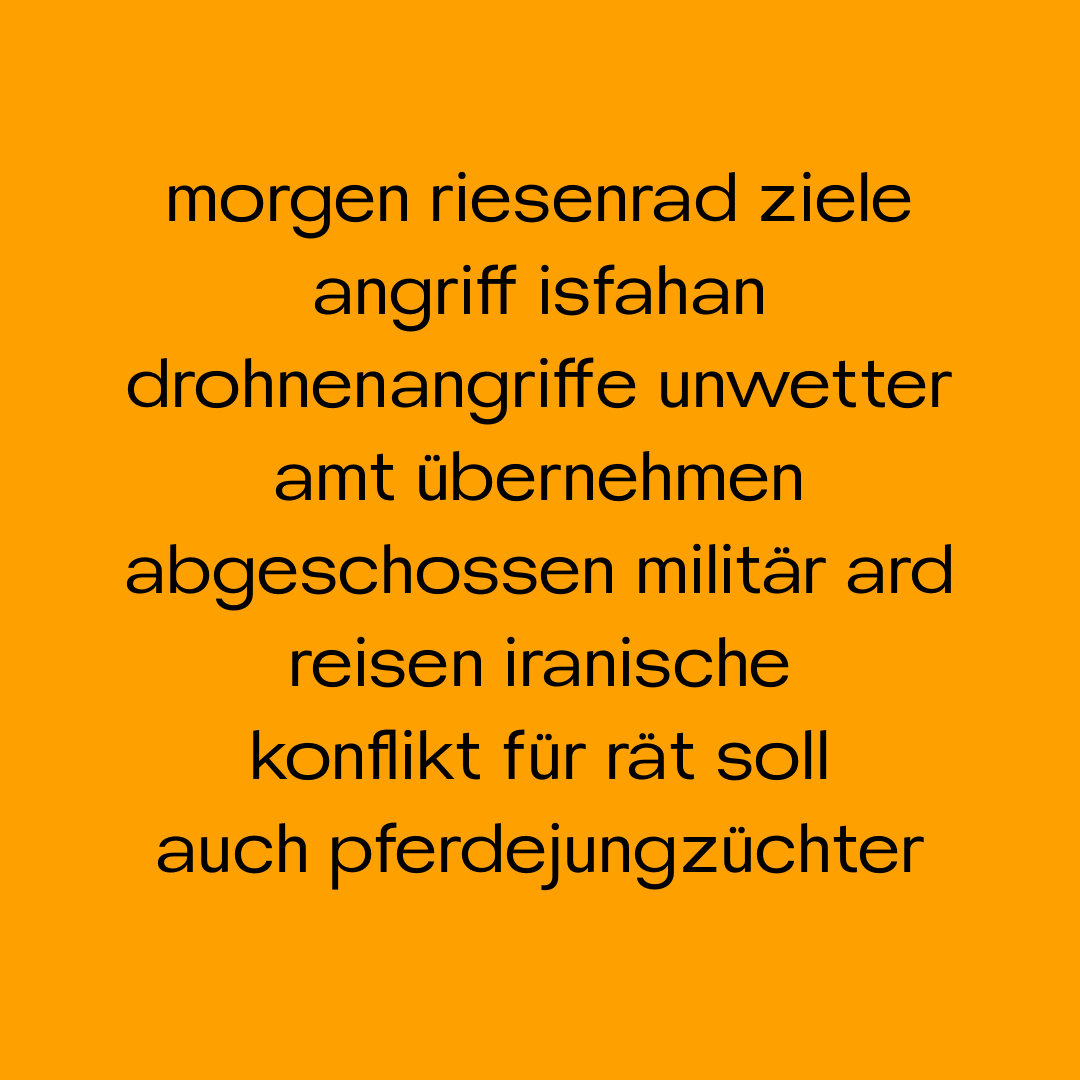 morgen riesenrad ziele
angriff isfahan
drohnenangriffe unwetter
amt übernehmen
abgeschossen militär ard
reisen iranische
konflikt für rät soll
auch pferdejungzüchter